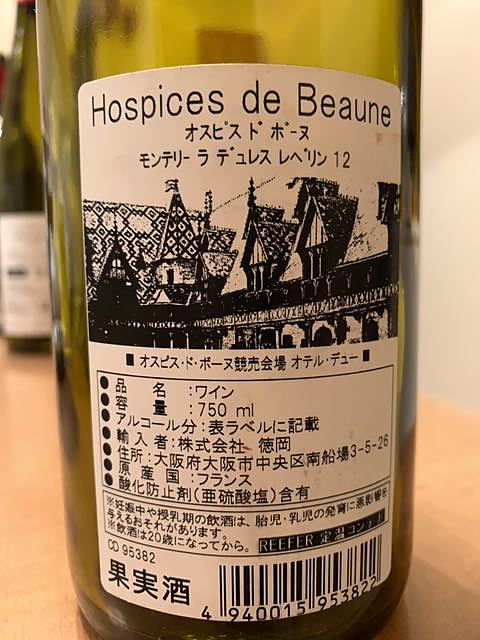 Hospices de Beaune
オスピス ド ボーヌ
モンテリー ラ デュレス レベリン 12
■ オスピス・ド・ボーヌ競売会場 オテル・デュー ■
●品 名 :ワイン
●容 量 :750 ml
●アルコール分:表ラベルに記載
●輸 入 者:株式会社 徳岡
●住所:大阪府大阪市中央区南船場3-5-26
●原 産 国:フランス
●酸化防止剤(亜硫酸塩)含有
※妊娠中や授乳期の飲酒は、胎児・乳児の発育に悪影響を
与えるおそれがあります。
※飲酒は20歳になってから。 REEFER 定温コンテナ
CD 95382
果実酒
4 940015 953822